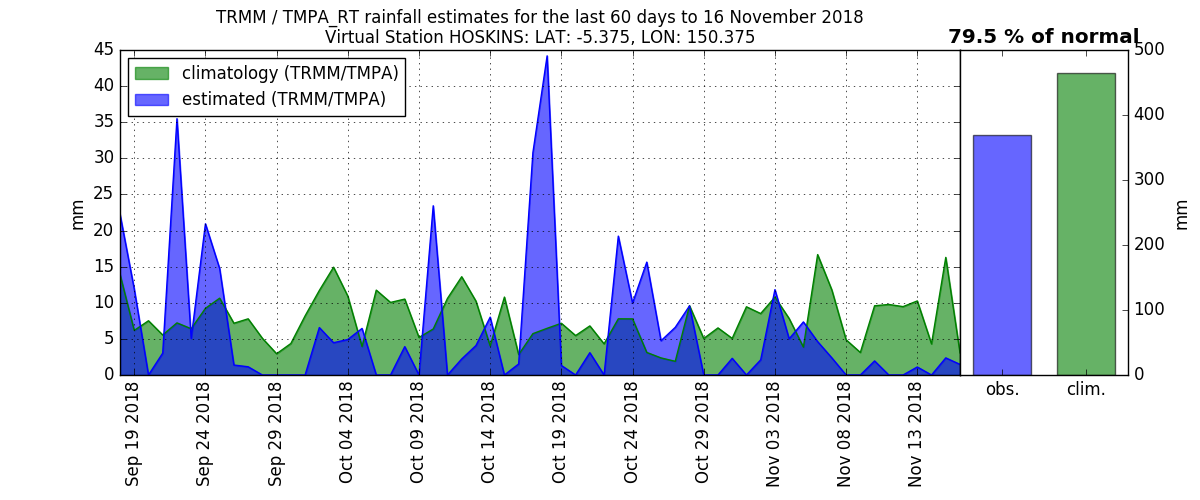 TRMM / TMPA_RT rainfall estimates for the last 60 days to 16 November 2018
Virtual Station HOSKINS: LAT: -5.375, LON: 150.375
79.5 % of normal
climatology (TRMM/TMPA)
estimated (TRMM/TMPA)
mm
45
40
35
30
25
20
15
10
5
0
Sep 19 2018
Sep 24 2018
Sep 29 2018
Oct 04 2018
Oct 09 2018
Oct 14 2018
Oct 19 2018
Oct 24 2018
Oct 29 2018
Nov 03 2018
Nov 08 2018
Nov 13 2018
obs.
clim.
500
400
300
200
100
0
mm